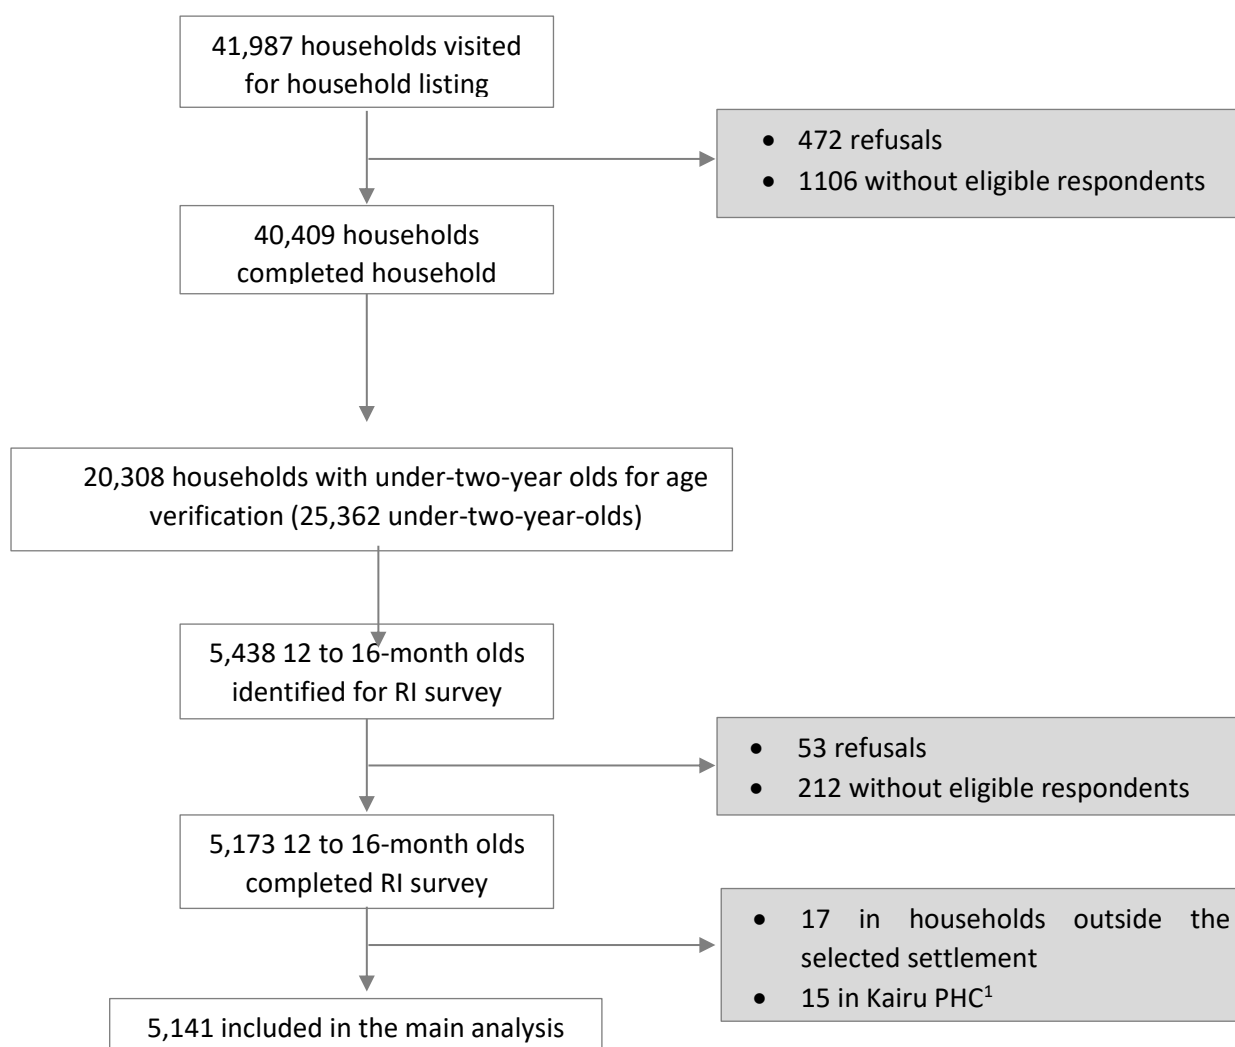 41,987 households visited
for household listing
• 472 refusals
• 1106 without eligible respondents
40,409 households
completed household
20,308 households with under-two-year olds for age
verification (25,362 under-two-year-olds)
5,438 12 to 16-month olds
identified for RI survey
• 53 refusals
• 212 without eligible respondents
5,173 12 to 16-month olds
completed RI survey
• 17 in households outside the
selected settlement
• 15 in Kairu PHC¹
5,141 included in the main analysis